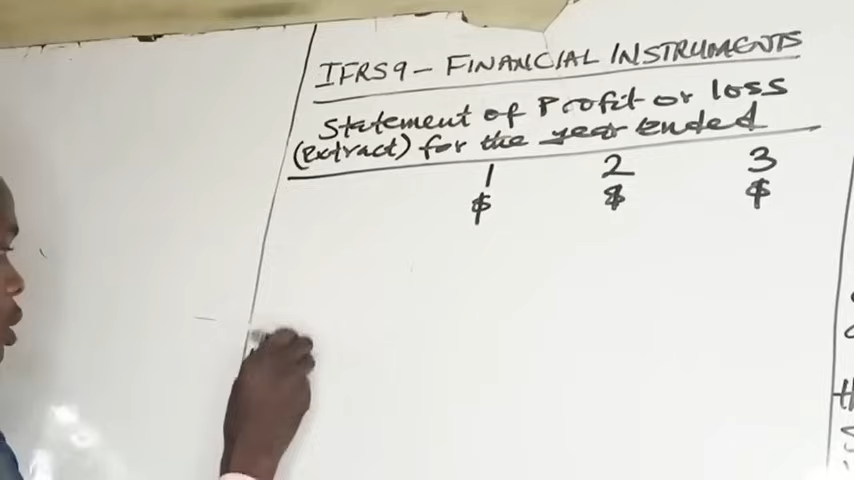 IFRS9 - FINANCIAL INSTRUMENTS
Statement of Profit or loss
(extract) for the year ended
1 2 3
$ $ $